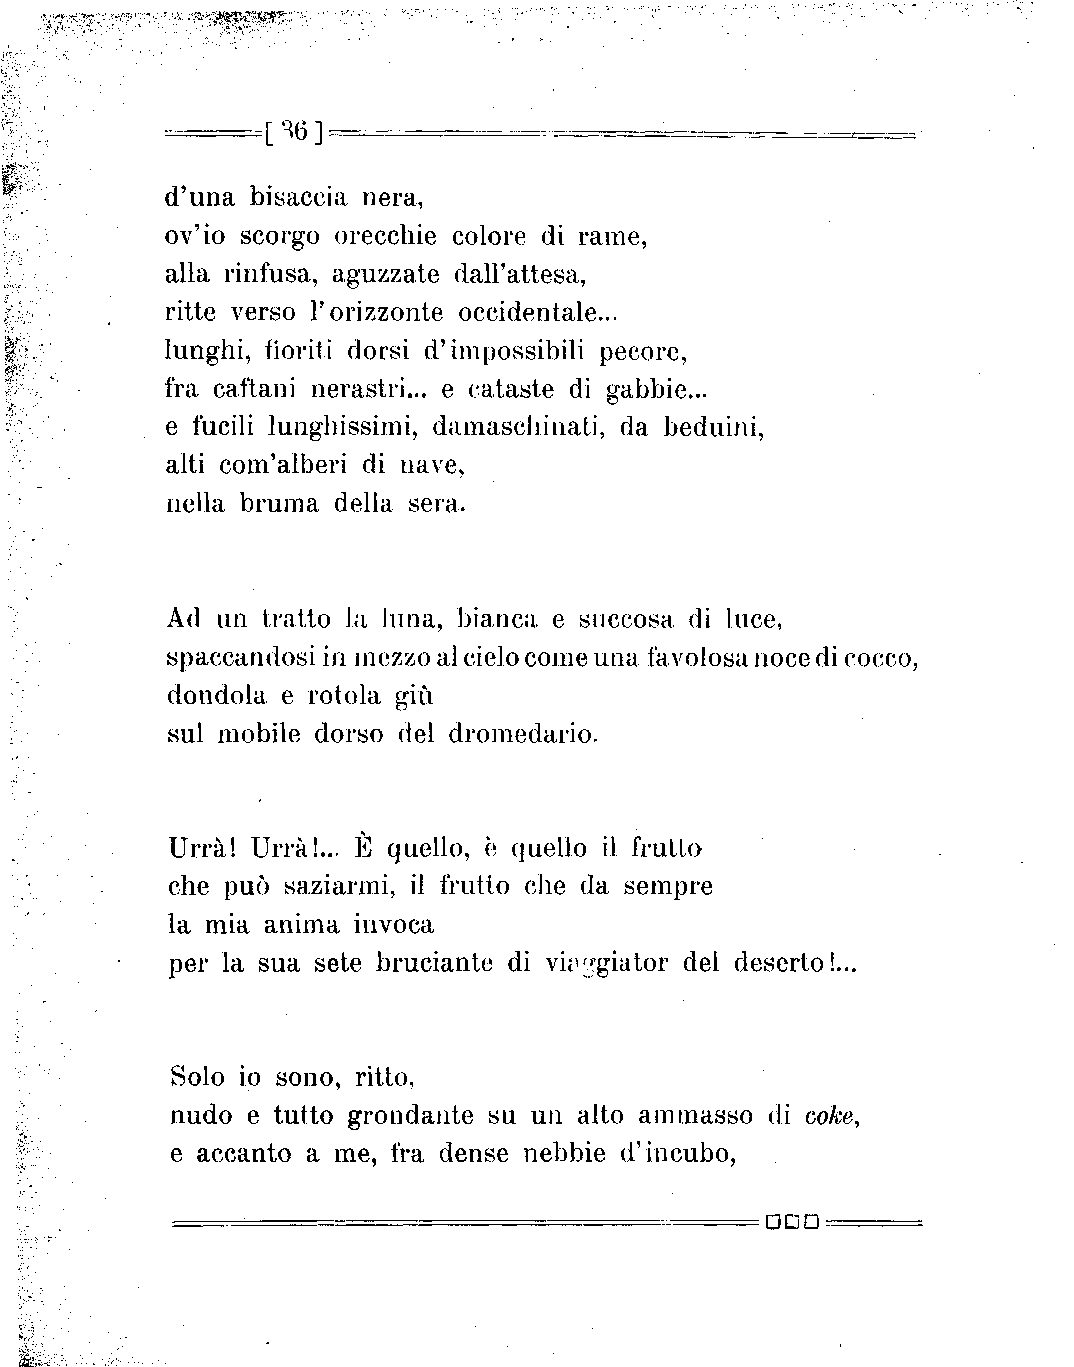 [ 36 ]
d'una bisaccia nera,
ov'io scorgo orecchie colore di rame,
alla rinfusa, aguzzate dall'attesa,
ritte verso l'orizzonte occidentale...
lunghi, fioriti dorsi d'impossibili pecore,
fra caftani nerastri... e cataste di gabbie...
e fucili lunghissimi, damaschinati, da beduini,
alti com'alberi di nave,
nella bruma della sera.
Ad un tratto la luna, bianca e succosa di luce,
spaccandosi in mezzo al cielo come una favolosa noce di cocco,
dondola e rotola giù
sul mobile dorso del dromedario.
Urrà! Urrà!... È quello, è quello il frutto
che può saziarmi, il frutto che da sempre
la mia anima invoca
per la sua sete bruciante di viaggiator del deserto!...
Solo io sono, ritto,
nudo e tutto grondante su un alto ammasso di coke,
e accanto a me, fra dense nebbie d'incubo,